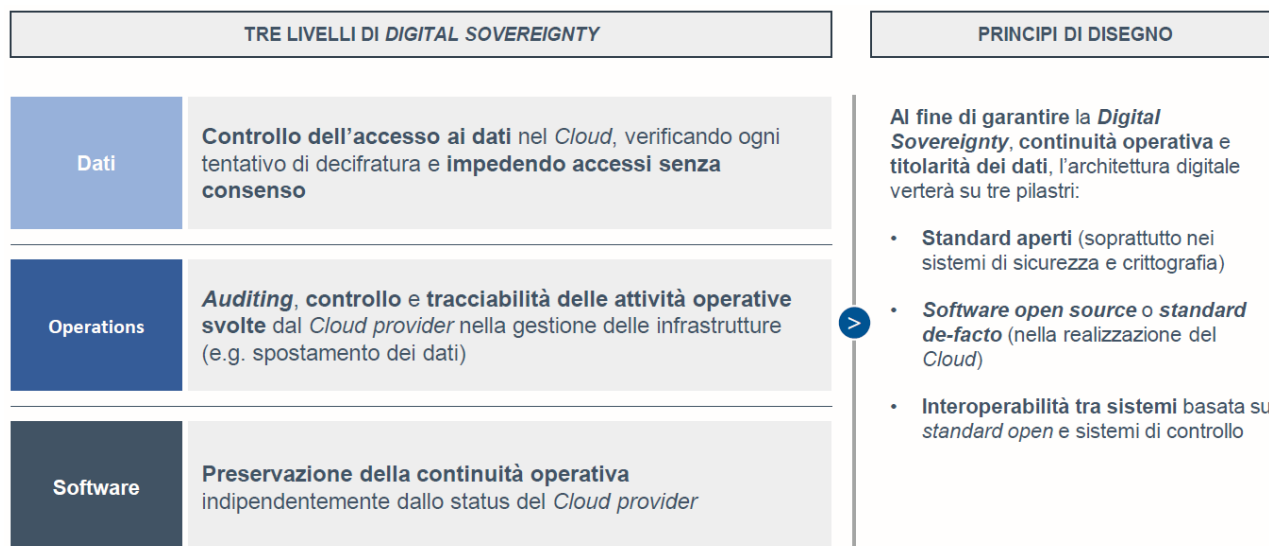 TRE LIVELLI DI DIGITAL SOVEREIGNTY
Dati
Controllo dell'accesso ai dati nel Cloud, verificando ogni
tentativo di decifratura e impedendo accessi senza
consenso
Operations
Auditing, controllo e tracciabilità delle attività operative
svolte dal Cloud provider nella gestione delle infrastrutture
(e.g. spostamento dei dati)
Software
Preservazione della continuità operativa
indipendentemente dallo status del Cloud provider
>
PRINCIPI DI DISEGNO
Al fine di garantire la Digital
Sovereignty, continuità operativa e
titolarità dei dati, l'architettura digitale
verterà su tre pilastri:
• Standard aperti (soprattutto nei
sistemi di sicurezza e crittografia)
• Software open source o standard
de-facto (nella realizzazione del
Cloud)
• Interoperabilità tra sistemi basata su
standard open e sistemi di controllo